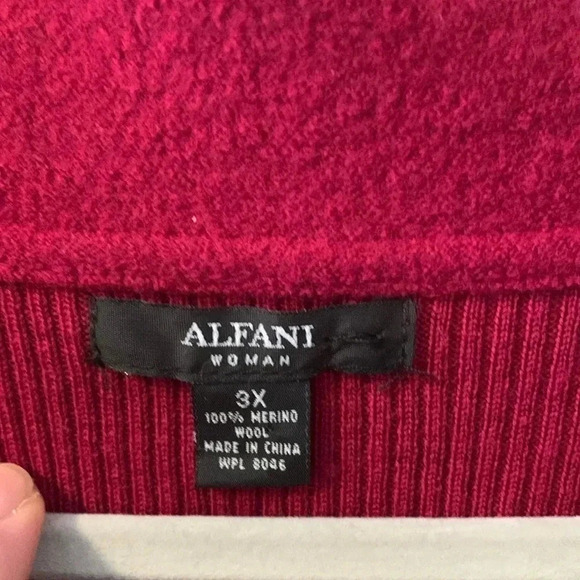 ALFANI
WOMAN
3X
100% MERINO
WOOL
MADE IN CHINA
WPL 8046